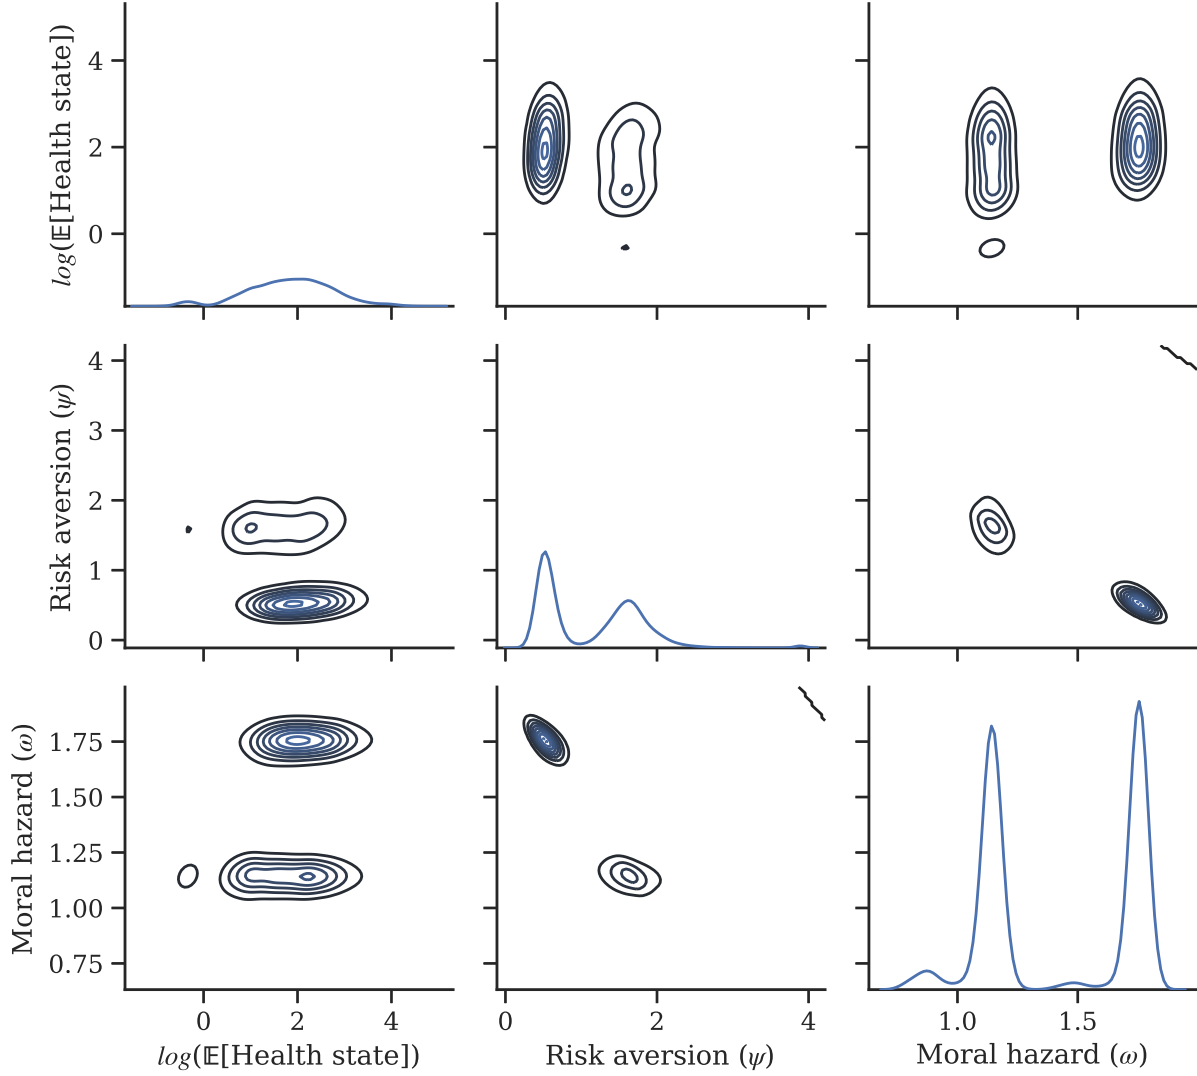 log(𝔼[Health state])
4
2
0
Risk aversion (ψ)
4
3
2
1
0
Moral hazard (ω)
1.75
1.50
1.25
1.00
0.75
0 2 4
0 2 4
1.0 1.5
log(𝔼[Health state])
Risk aversion (ψ)
Moral hazard (ω)